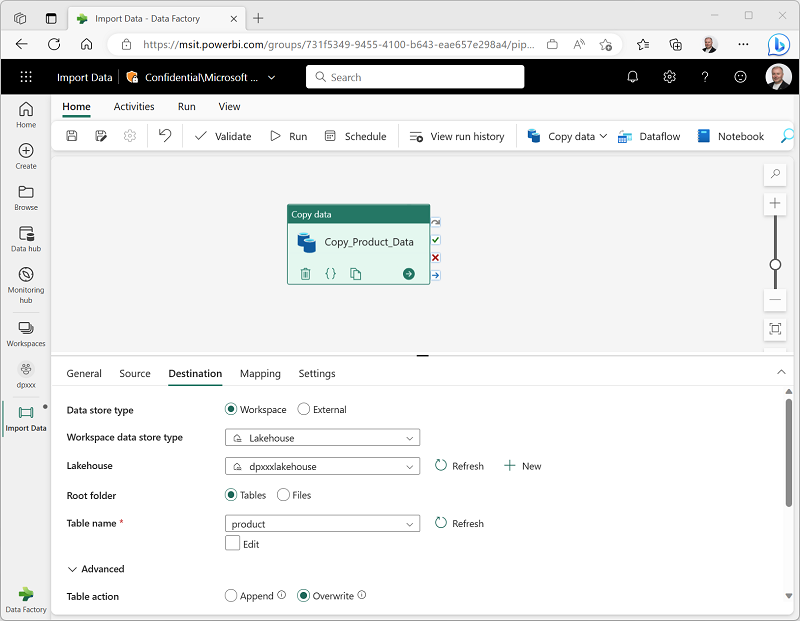 Import Data - Data Factory
https://msit.powerbi.com/groups/731f5349-9455-4100-b643-eae657e298a4/pip...
Import Data Confidential\Microsoft ... Search
Home Activities Run View
Validate Run Schedule View run history Copy data Dataflow Notebook
Home
Create
Browse
Data hub
Monitoring
hub
Workspaces
dpxxx
Import Data
Data Factory
Copy data
Copy_Product_Data
General Source Destination Mapping Settings
Data store type Workspace External
Workspace data store type Lakehouse
Lakehouse dpxxxlakehouse Refresh New
Root folder Tables Files
Table name * product Refresh
Edit
Advanced
Table action Append Overwrite